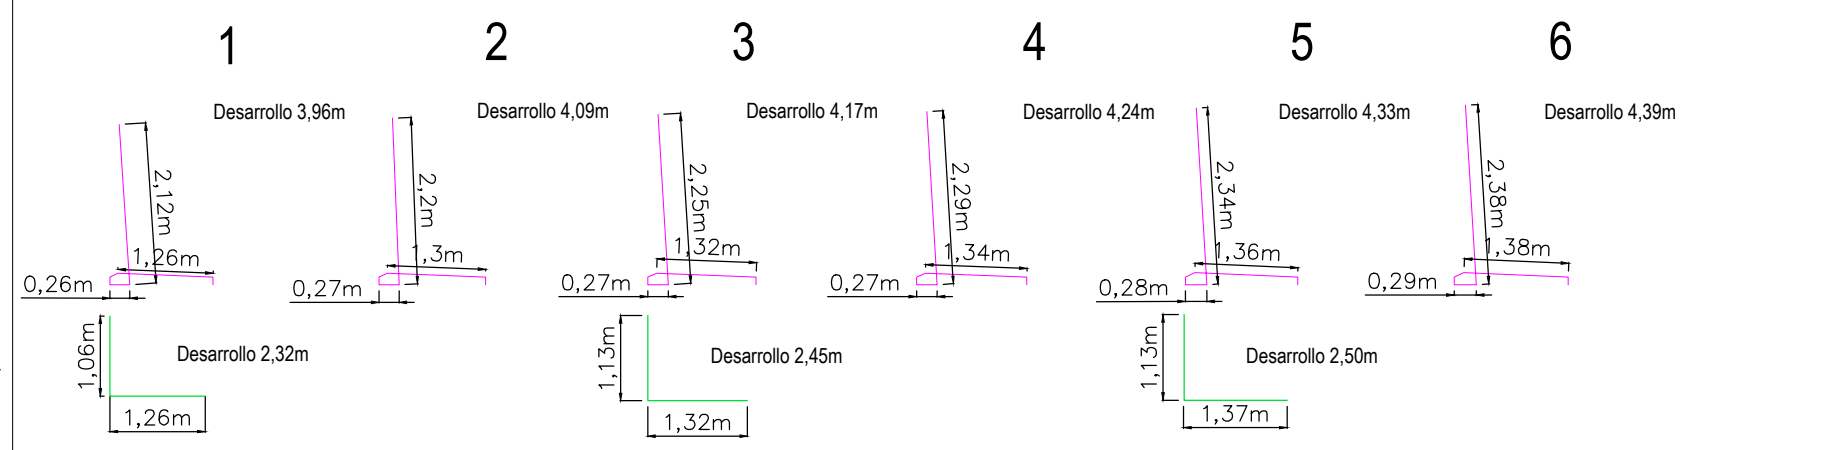 1 2 3 4 5 6
Desarrollo 3,96m
Desarrollo 4,09m
Desarrollo 4,17m
Desarrollo 4,24m
Desarrollo 4,33m
Desarrollo 4,39m
2,12m
1,26m
0,26m
2,2m
1,3m
0,27m
2,25m
1,32m
0,27m
2,29m
1,34m
0,27m
2,34m
1,36m
0,28m
2,38m
1,38m
0,29m
1,06m
Desarrollo 2,32m
1,26m
1,13m
Desarrollo 2,45m
1,32m
1,13m
Desarrollo 2,50m
1,37m